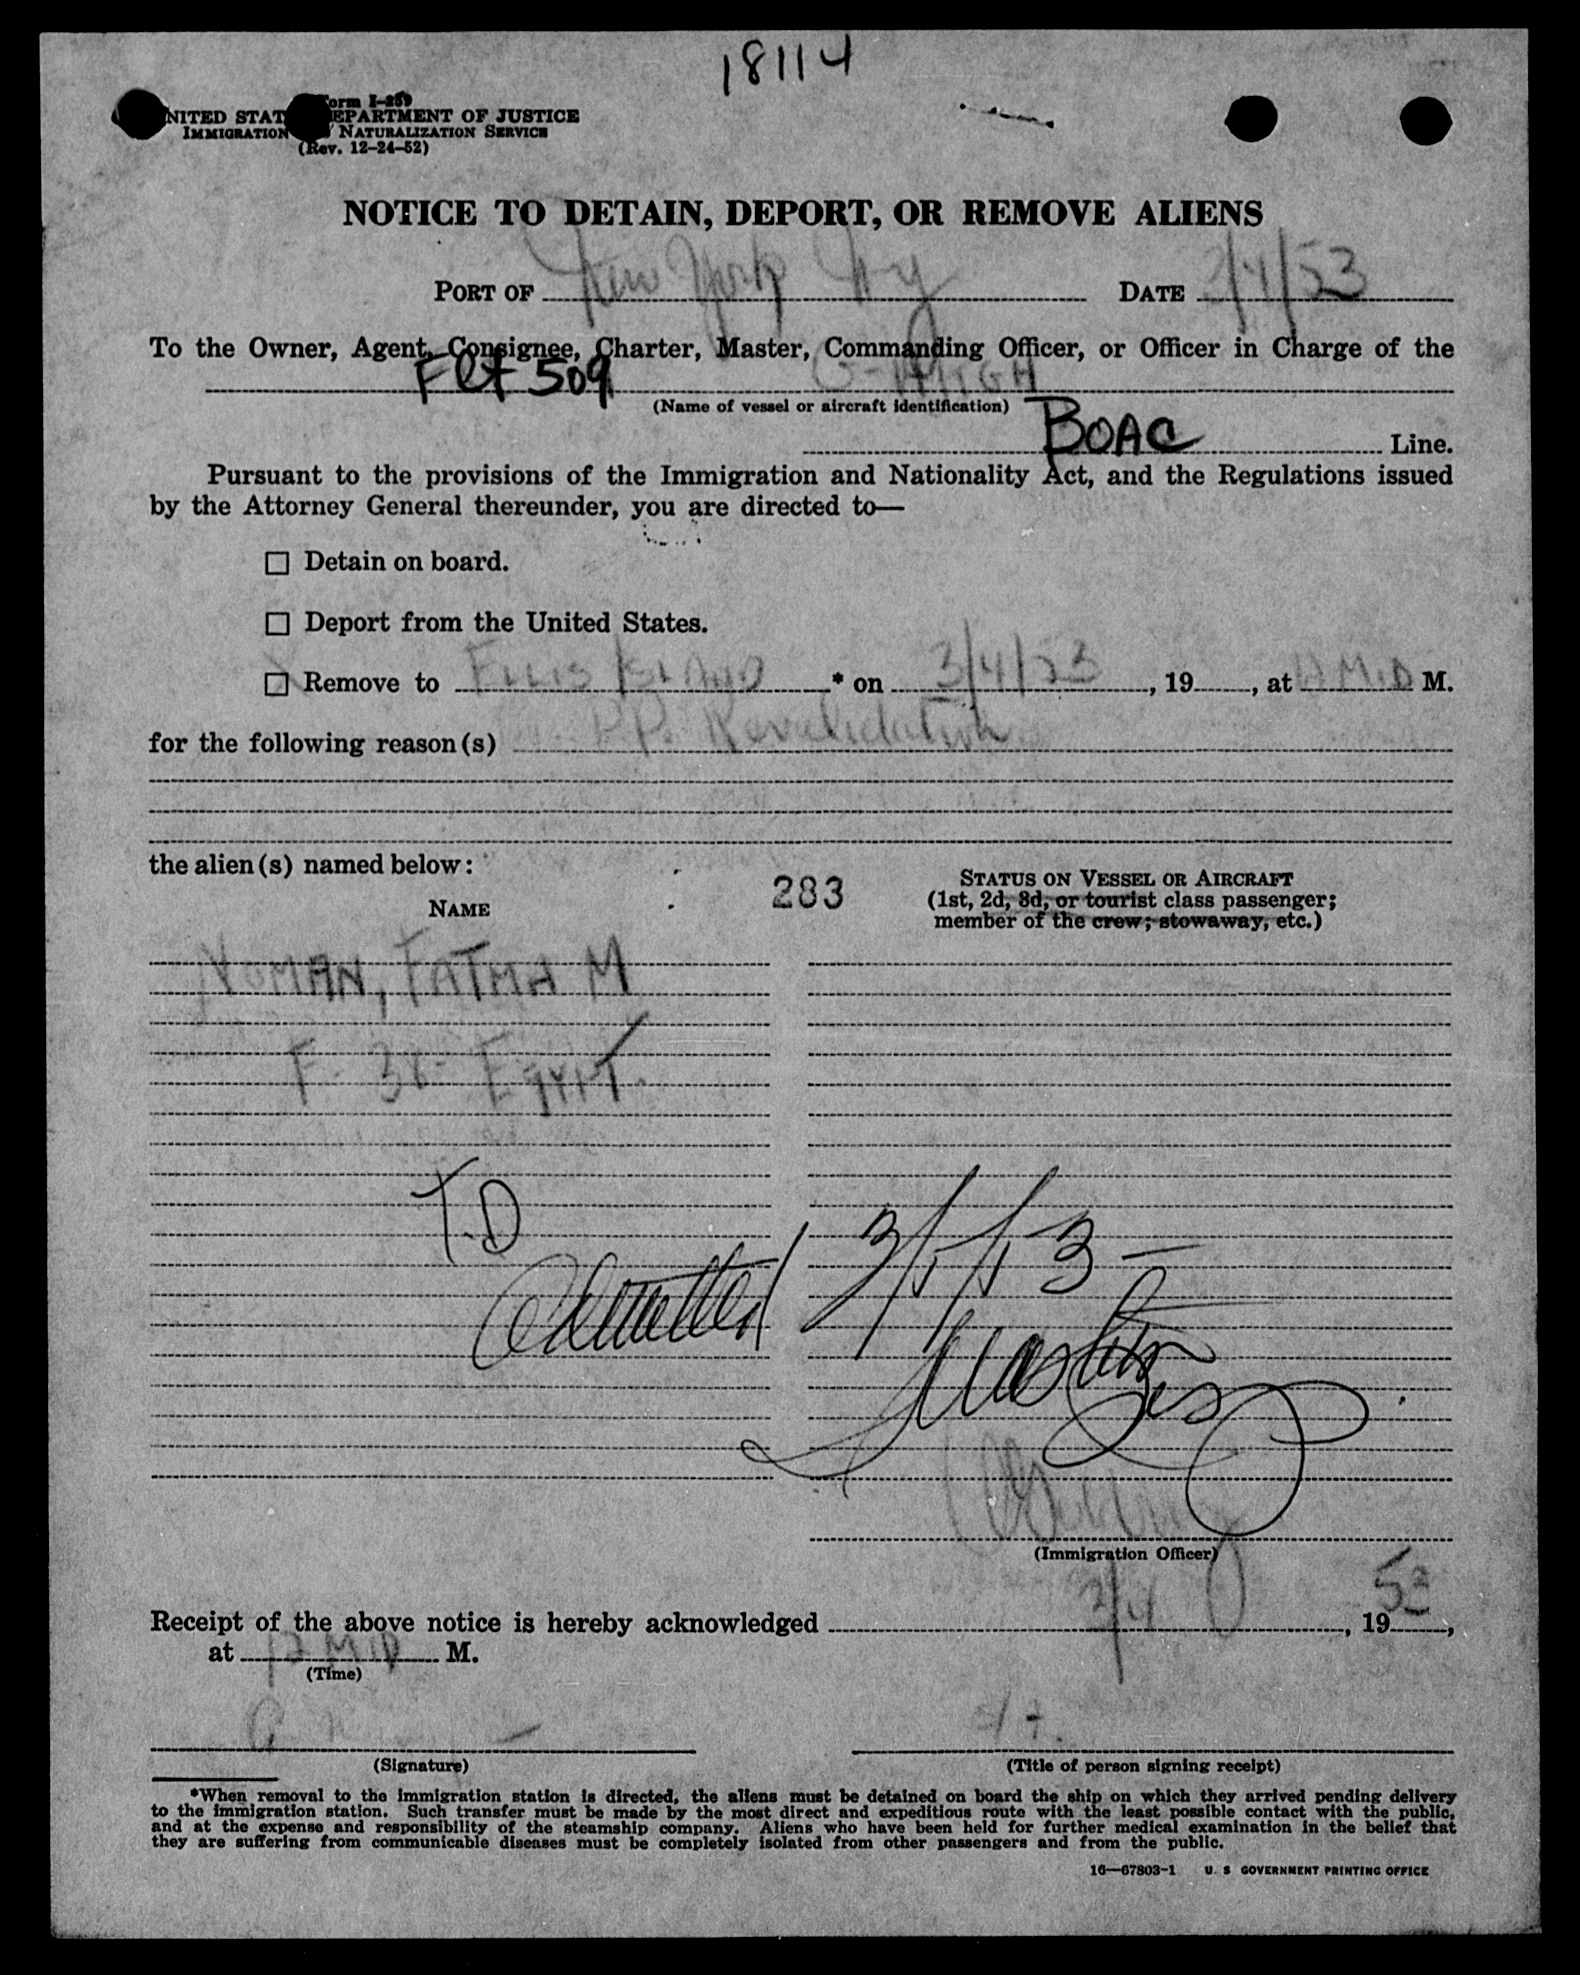 18114
Form I-259
UNITED STATES DEPARTMENT OF JUSTICE
IMMIGRATION NATURALIZATION SERVICE
(Rev. 12-24-52)
NOTICE TO DETAIN, DEPORT, OR REMOVE ALIENS
PORT OF New York NY DATE 3/4/53
To the Owner, Agent, Consignee, Charter, Master, Commanding Officer, or Officer in Charge of the
Flt 509
(Name of vessel or aircraft identification)
BOAC Line.
Pursuant to the provisions of the Immigration and Nationality Act, and the Regulations issued
by the Attorney General thereunder, you are directed to—
☐ Detain on board.
☐ Deport from the United States.
☐ Remove to ELLIS ISLAND * on 3/4/53, 19, at MID M.
for the following reason(s) PP. Revalidation
the alien(s) named below:
NAME
283
STATUS ON VESSEL OR AIRCRAFT
(1st, 2d, 3d, or tourist class passenger;
member of the crew; stowaway, etc.)
FATMA M
F- 38- EGYPT.
T.D
Admitted 3/5/53 -
Martin
Immigration Officer)
Receipt of the above notice is hereby acknowledged 3/4, 1953,
at 12 MID M.
(Time)
(Signature)
(Title of person signing receipt)
*When removal to the immigration station is directed, the aliens must be detained on board the ship on which they arrived pending delivery
to the immigration station. Such transfer must be made by the most direct and expeditious route with the least possible contact with the public,
and at the expense and responsibility of the steamship company. Aliens who have been held for further medical examination in the belief that
they are suffering from communicable diseases must be completely isolated from other passengers and from the public.
16—67803-1 U. S GOVERNMENT PRINTING OFFICE